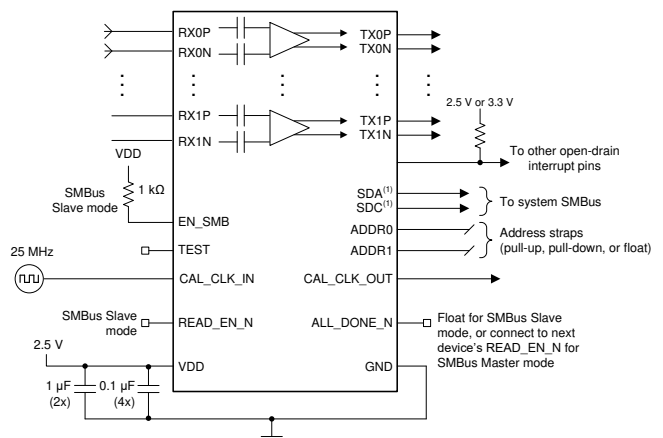 RX0P
TX0P
RX0N
TX0N
RX1P
TX1P
RX1N
TX1N
2.5 V or 3.3 V
VDD
To other open-drain
interrupt pins
SMBus
Slave mode
1 kΩ
SDA(1)
SDC(1)
To system SMBus
EN_SMB
ADDR0
ADDR1
Address straps
(pull-up, pull-down, or float)
TEST
25 MHz
CAL_CLK_IN
CAL_CLK_OUT
SMBus Slave
mode
READ_EN_N
ALL_DONE_N
Float for SMBus Slave
mode, or connect to next
device's READ_EN_N for
SMBus Master mode
2.5 V
VDD
GND
1 µF
(2x)
0.1 µF
(4x)